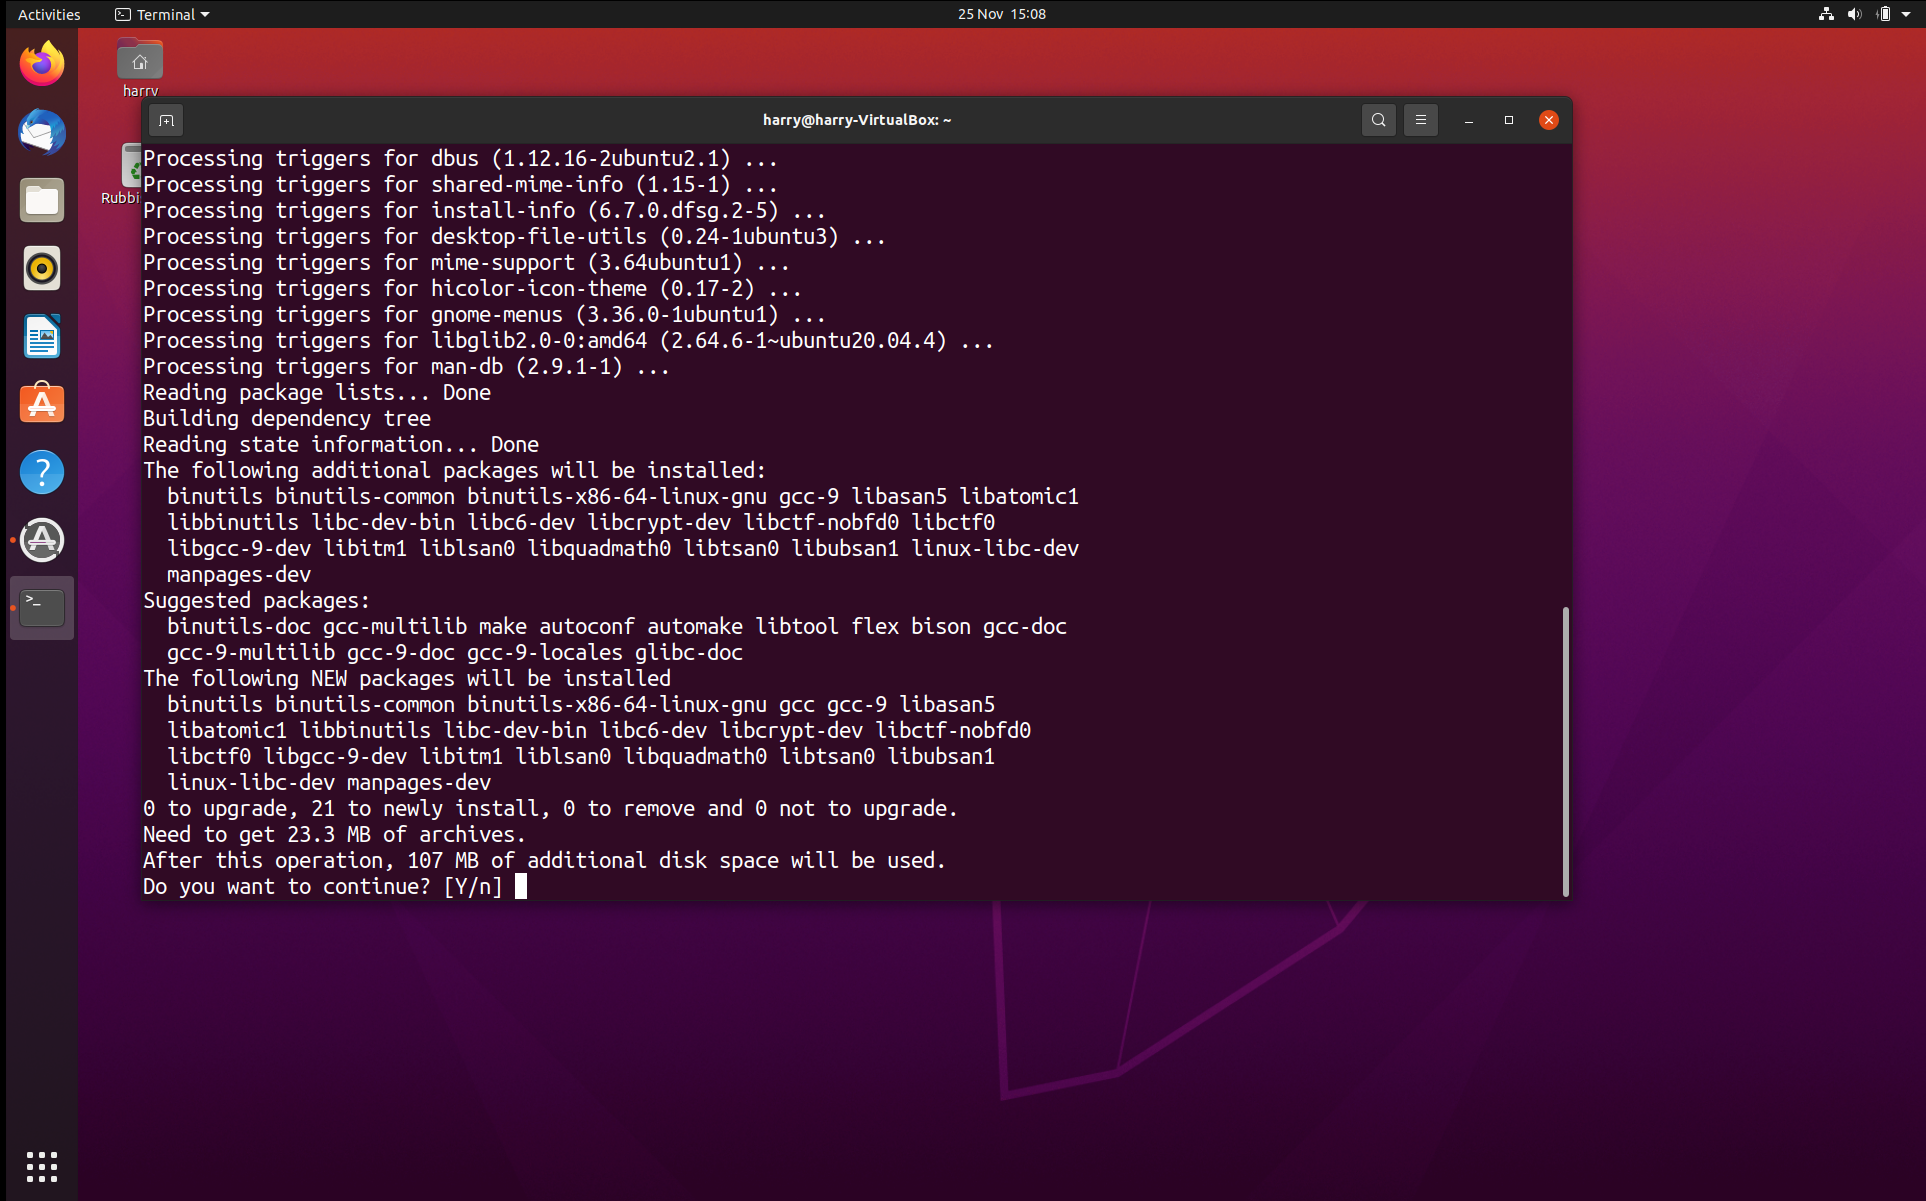 Activities
Terminal
25 Nov 15:08
harry
Rubbi
harry@harry-VirtualBox: ~
Processing triggers for dbus (1.12.16-2ubuntu2.1) ...
Processing triggers for shared-mime-info (1.15-1) ...
Processing triggers for install-info (6.7.0.dfsg.2-5) ...
Processing triggers for desktop-file-utils (0.24-1ubuntu3) ...
Processing triggers for mime-support (3.64ubuntu1) ...
Processing triggers for hicolor-icon-theme (0.17-2) ...
Processing triggers for gnome-menus (3.36.0-1ubuntu1) ...
Processing triggers for libglib2.0-0:amd64 (2.64.6-1~ubuntu20.04.4) ...
Processing triggers for man-db (2.9.1-1) ...
Reading package lists... Done
Building dependency tree
Reading state information... Done
The following additional packages will be installed:
  binutils binutils-common binutils-x86-64-linux-gnu gcc-9 libasan5 libatomic1
  libbinutils libc-dev-bin libc6-dev libcrypt-dev libctf-nobfd0 libctf0
  libgcc-9-dev libitm1 liblsan0 libquadmath0 libtsan0 libubsan1 linux-libc-dev
  manpages-dev
Suggested packages:
  binutils-doc gcc-multilib make autoconf automake libtool flex bison gcc-doc
  gcc-9-multilib gcc-9-doc gcc-9-locales glibc-doc
The following NEW packages will be installed
  binutils binutils-common binutils-x86-64-linux-gnu gcc gcc-9 libasan5
  libatomic1 libbinutils libc-dev-bin libc6-dev libcrypt-dev libctf-nobfd0
  libctf0 libgcc-9-dev libitm1 liblsan0 libquadmath0 libtsan0 libubsan1
  linux-libc-dev manpages-dev
0 to upgrade, 21 to newly install, 0 to remove and 0 not to upgrade.
Need to get 23.3 MB of archives.
After this operation, 107 MB of additional disk space will be used.
Do you want to continue? [Y/n]